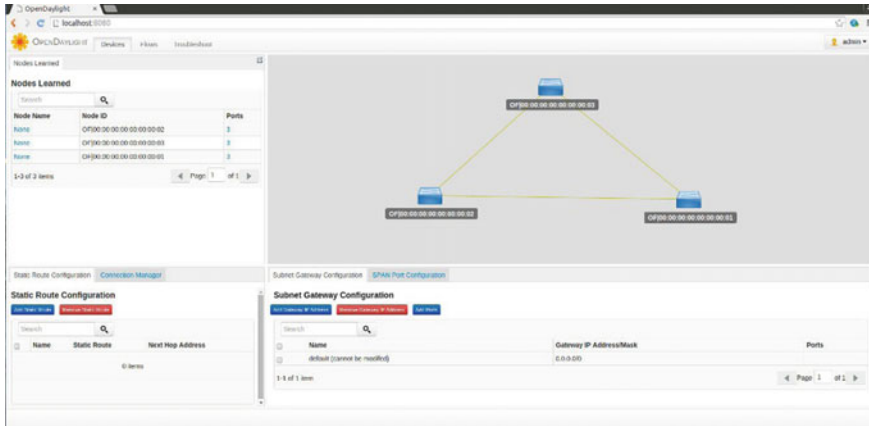 OpenDaylight
localhost:8080
OPENDAYLIGHT Devices Flows Troubleshoot admin
Nodes Learned
Nodes Learned
Search
Node Name Node ID Ports
None OF|00:00:00:00:00:00:00:02 3
None OF|00:00:00:00:00:00:00:03 3
None OF|00:00:00:00:00:00:00:01 3
1-3 of 3 items Page 1 of 1
OF|00:00:00:00:00:00:00:03
OF|00:00:00:00:00:00:00:02
OF|00:00:00:00:00:00:00:01
Static Route Configuration Connection Manager
Static Route Configuration
Add Static Route Remove Static Route
Search
Name Static Route Next Hop Address
0 items
Subnet Gateway Configuration SPAN Port Configuration
Subnet Gateway Configuration
Add Gateway IP Address Remove Gateway IP Address Add Ports
Search
Name Gateway IP Address/Mask Ports
default (cannot be modified) 0.0.0.0/0
1-1 of 1 item Page 1 of 1